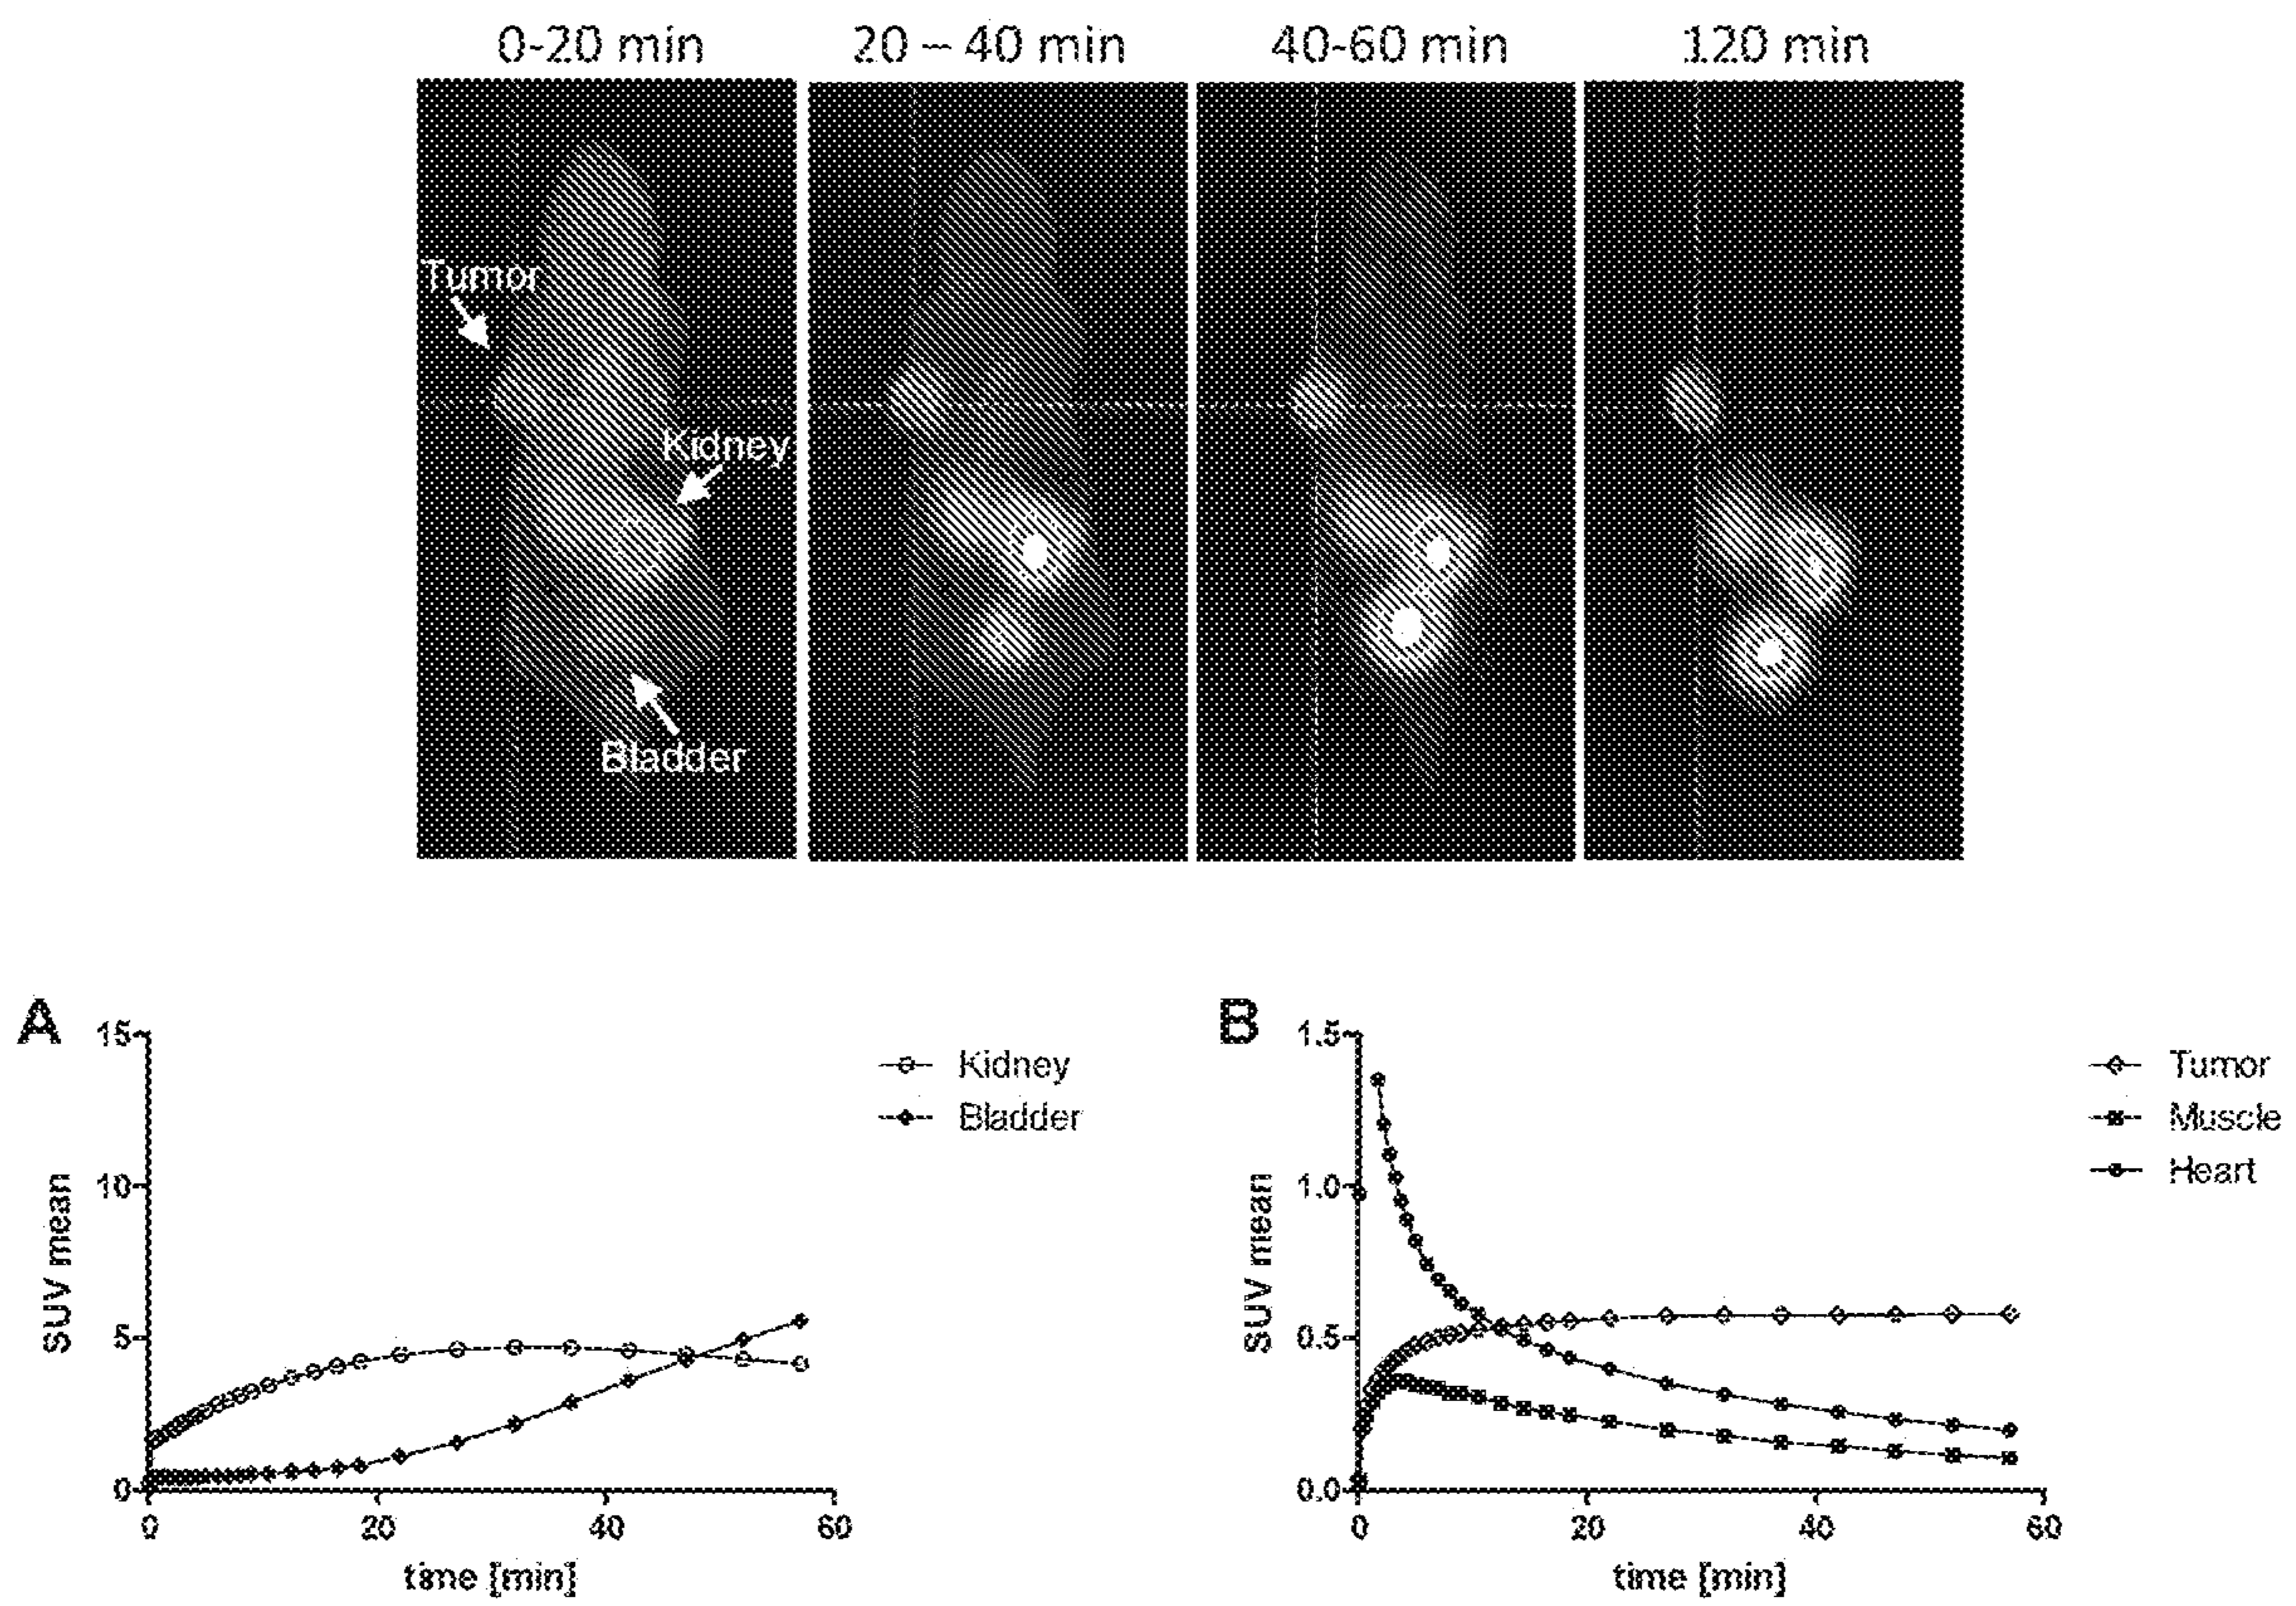 0-20 min
20 – 40 min
40-60 min
120 min
Tumor
Kidney
Bladder
A
15
10
5
0
SUV mean
0
20
40
60
time [min]
Kidney
Bladder
B
1.5
1.0
0.5
0.0
SUV mean
0
20
40
60
time [min]
Tumor
Muscle
Heart